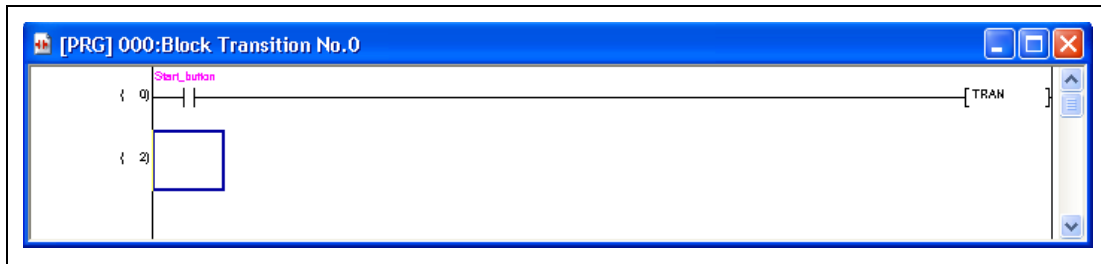 [PRG] 000:Block Transition No.0
Start_button
( 0)
[ TRAN ]
( 2)